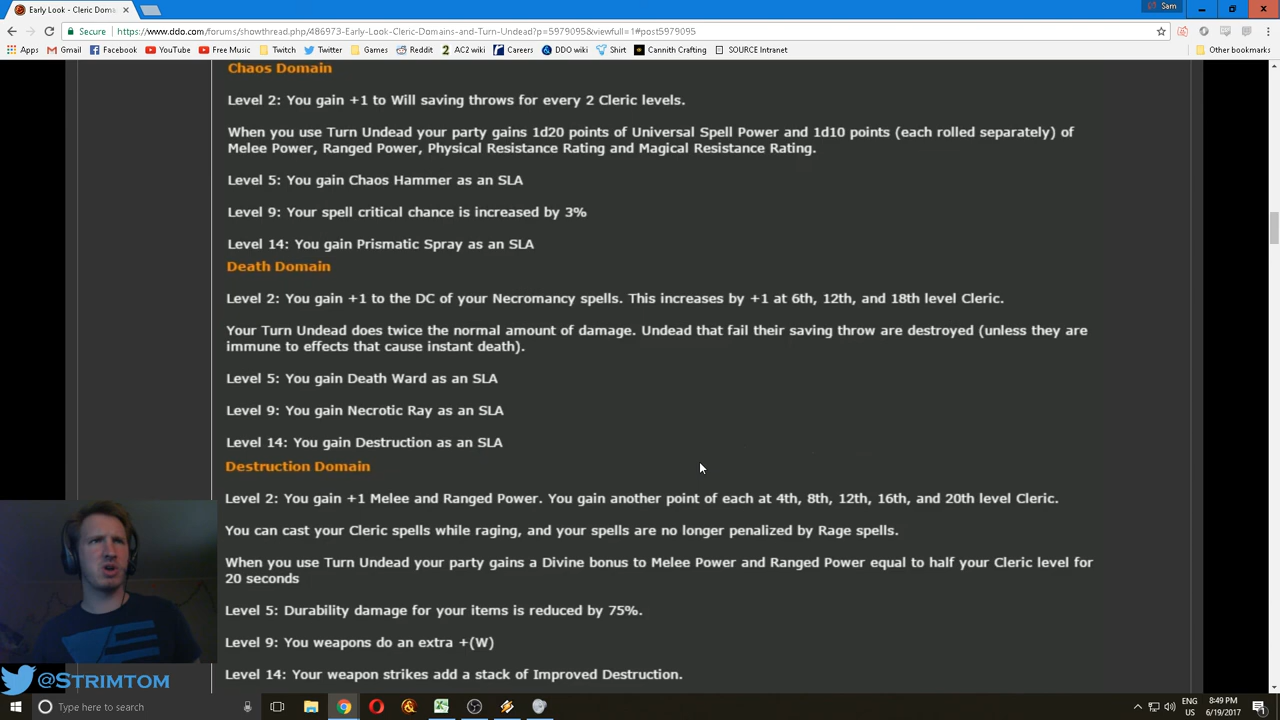 Early Look - Cleric Dom
Sam
Secure
https://www.ddo.com/forums/showthread.php/486973-Early-Look-Cleric-Domains-and-Turn-Undead?p=5979095&viewfull=1#post5979095
Apps Gmail Facebook YouTube Free Music Twitch Twitter Games Reddit AC2 wiki Careers DDO wiki Shirt Cannith Crafting SOURCE Intranet Other bookmarks
Chaos Domain
Level 2: You gain +1 to Will saving throws for every 2 Cleric levels.
When you use Turn Undead your party gains 1d20 points of Universal Spell Power and 1d10 points (each rolled separately) of
Melee Power, Ranged Power, Physical Resistance Rating and Magical Resistance Rating.
Level 5: You gain Chaos Hammer as an SLA
Level 9: Your spell critical chance is increased by 3%
Level 14: You gain Prismatic Spray as an SLA
Death Domain
Level 2: You gain +1 to the DC of your Necromancy spells. This increases by +1 at 6th, 12th, and 18th level Cleric.
Your Turn Undead does twice the normal amount of damage. Undead that fail their saving throw are destroyed (unless they are
immune to effects that cause instant death).
Level 5: You gain Death Ward as an SLA
Level 9: You gain Necrotic Ray as an SLA
Level 14: You gain Destruction as an SLA
Destruction Domain
Level 2: You gain +1 Melee and Ranged Power. You gain another point of each at 4th, 8th, 12th, 16th, and 20th level Cleric.
You can cast your Cleric spells while raging, and your spells are no longer penalized by Rage spells.
When you use Turn Undead your party gains a Divine bonus to Melee Power and Ranged Power equal to half your Cleric level for
20 seconds
Level 5: Durability damage for your items is reduced by 75%.
Level 9: You weapons do an extra +(W)
Level 14: Your weapon strikes add a stack of Improved Destruction.
@Strimtom
Type here to search
ENG
US
8:49 PM
6/19/2017